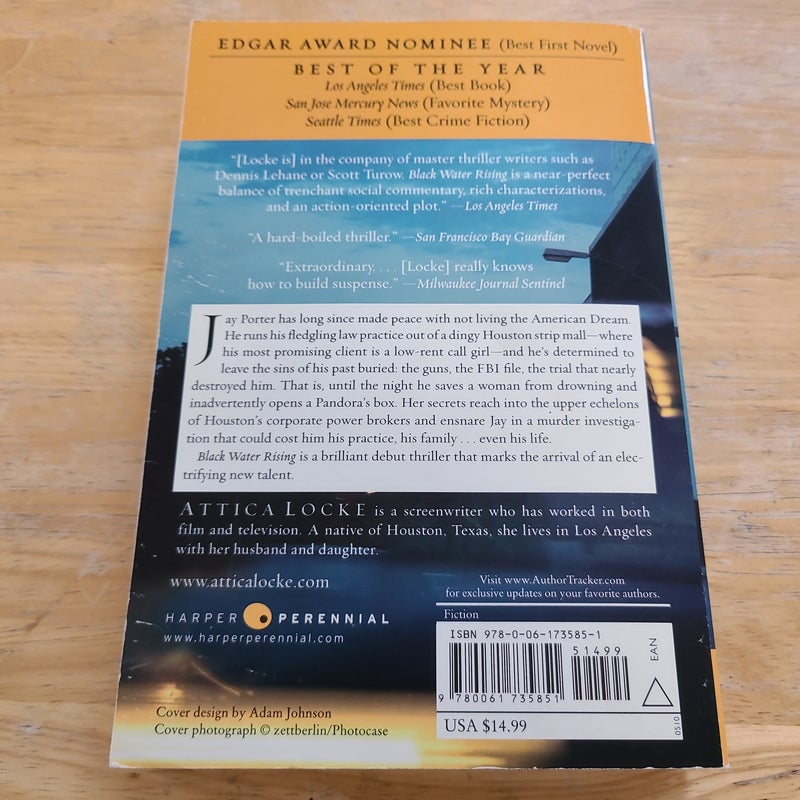 EDGAR AWARD NOMINEE (Best First Novel)
BEST OF THE YEAR
Los Angeles Times (Best Book)
San Jose Mercury News (Favorite Mystery)
Seattle Times (Best Crime Fiction)
“[Locke is] in the company of master thriller writers such as
Dennis Lehane or Scott Turow. Black Water Rising is a near-perfect
balance of trenchant social commentary, rich characterizations,
and an action-oriented plot.” —Los Angeles Times
“A hard-boiled thriller.” —San Francisco Bay Guardian
“Extraordinary. . . . [Locke] really knows
how to build suspense.” —Milwaukee Journal Sentinel
Jay Porter has long since made peace with not living the American Dream.
He runs his fledgling law practice out of a dingy Houston strip mall—where
his most promising client is a low-rent call girl—and he’s determined to
leave the sins of his past buried: the guns, the FBI file, the trial that nearly
destroyed him. That is, until the night he saves a woman from drowning and
inadvertently opens a Pandora’s box. Her secrets reach into the upper echelons
of Houston’s corporate power brokers and ensnare Jay in a murder investiga-
tion that could cost him his practice, his family . . . even his life.
Black Water Rising is a brilliant debut thriller that marks the arrival of an elec-
trifying new talent.
ATTICA LOCKE is a screenwriter who has worked in both
film and television. A native of Houston, Texas, she lives in Los Angeles
with her husband and daughter.
www.atticalocke.com
Visit www.AuthorTracker.com
for exclusive updates on your favorite authors.
HARPER PERENNIAL
www.harperperennial.com
Fiction
ISBN 978-0-06-173585-1
51499
EAN
9 780061 735851
USA $14.99
0510
Cover design by Adam Johnson
Cover photograph © zettberlin/Photocase